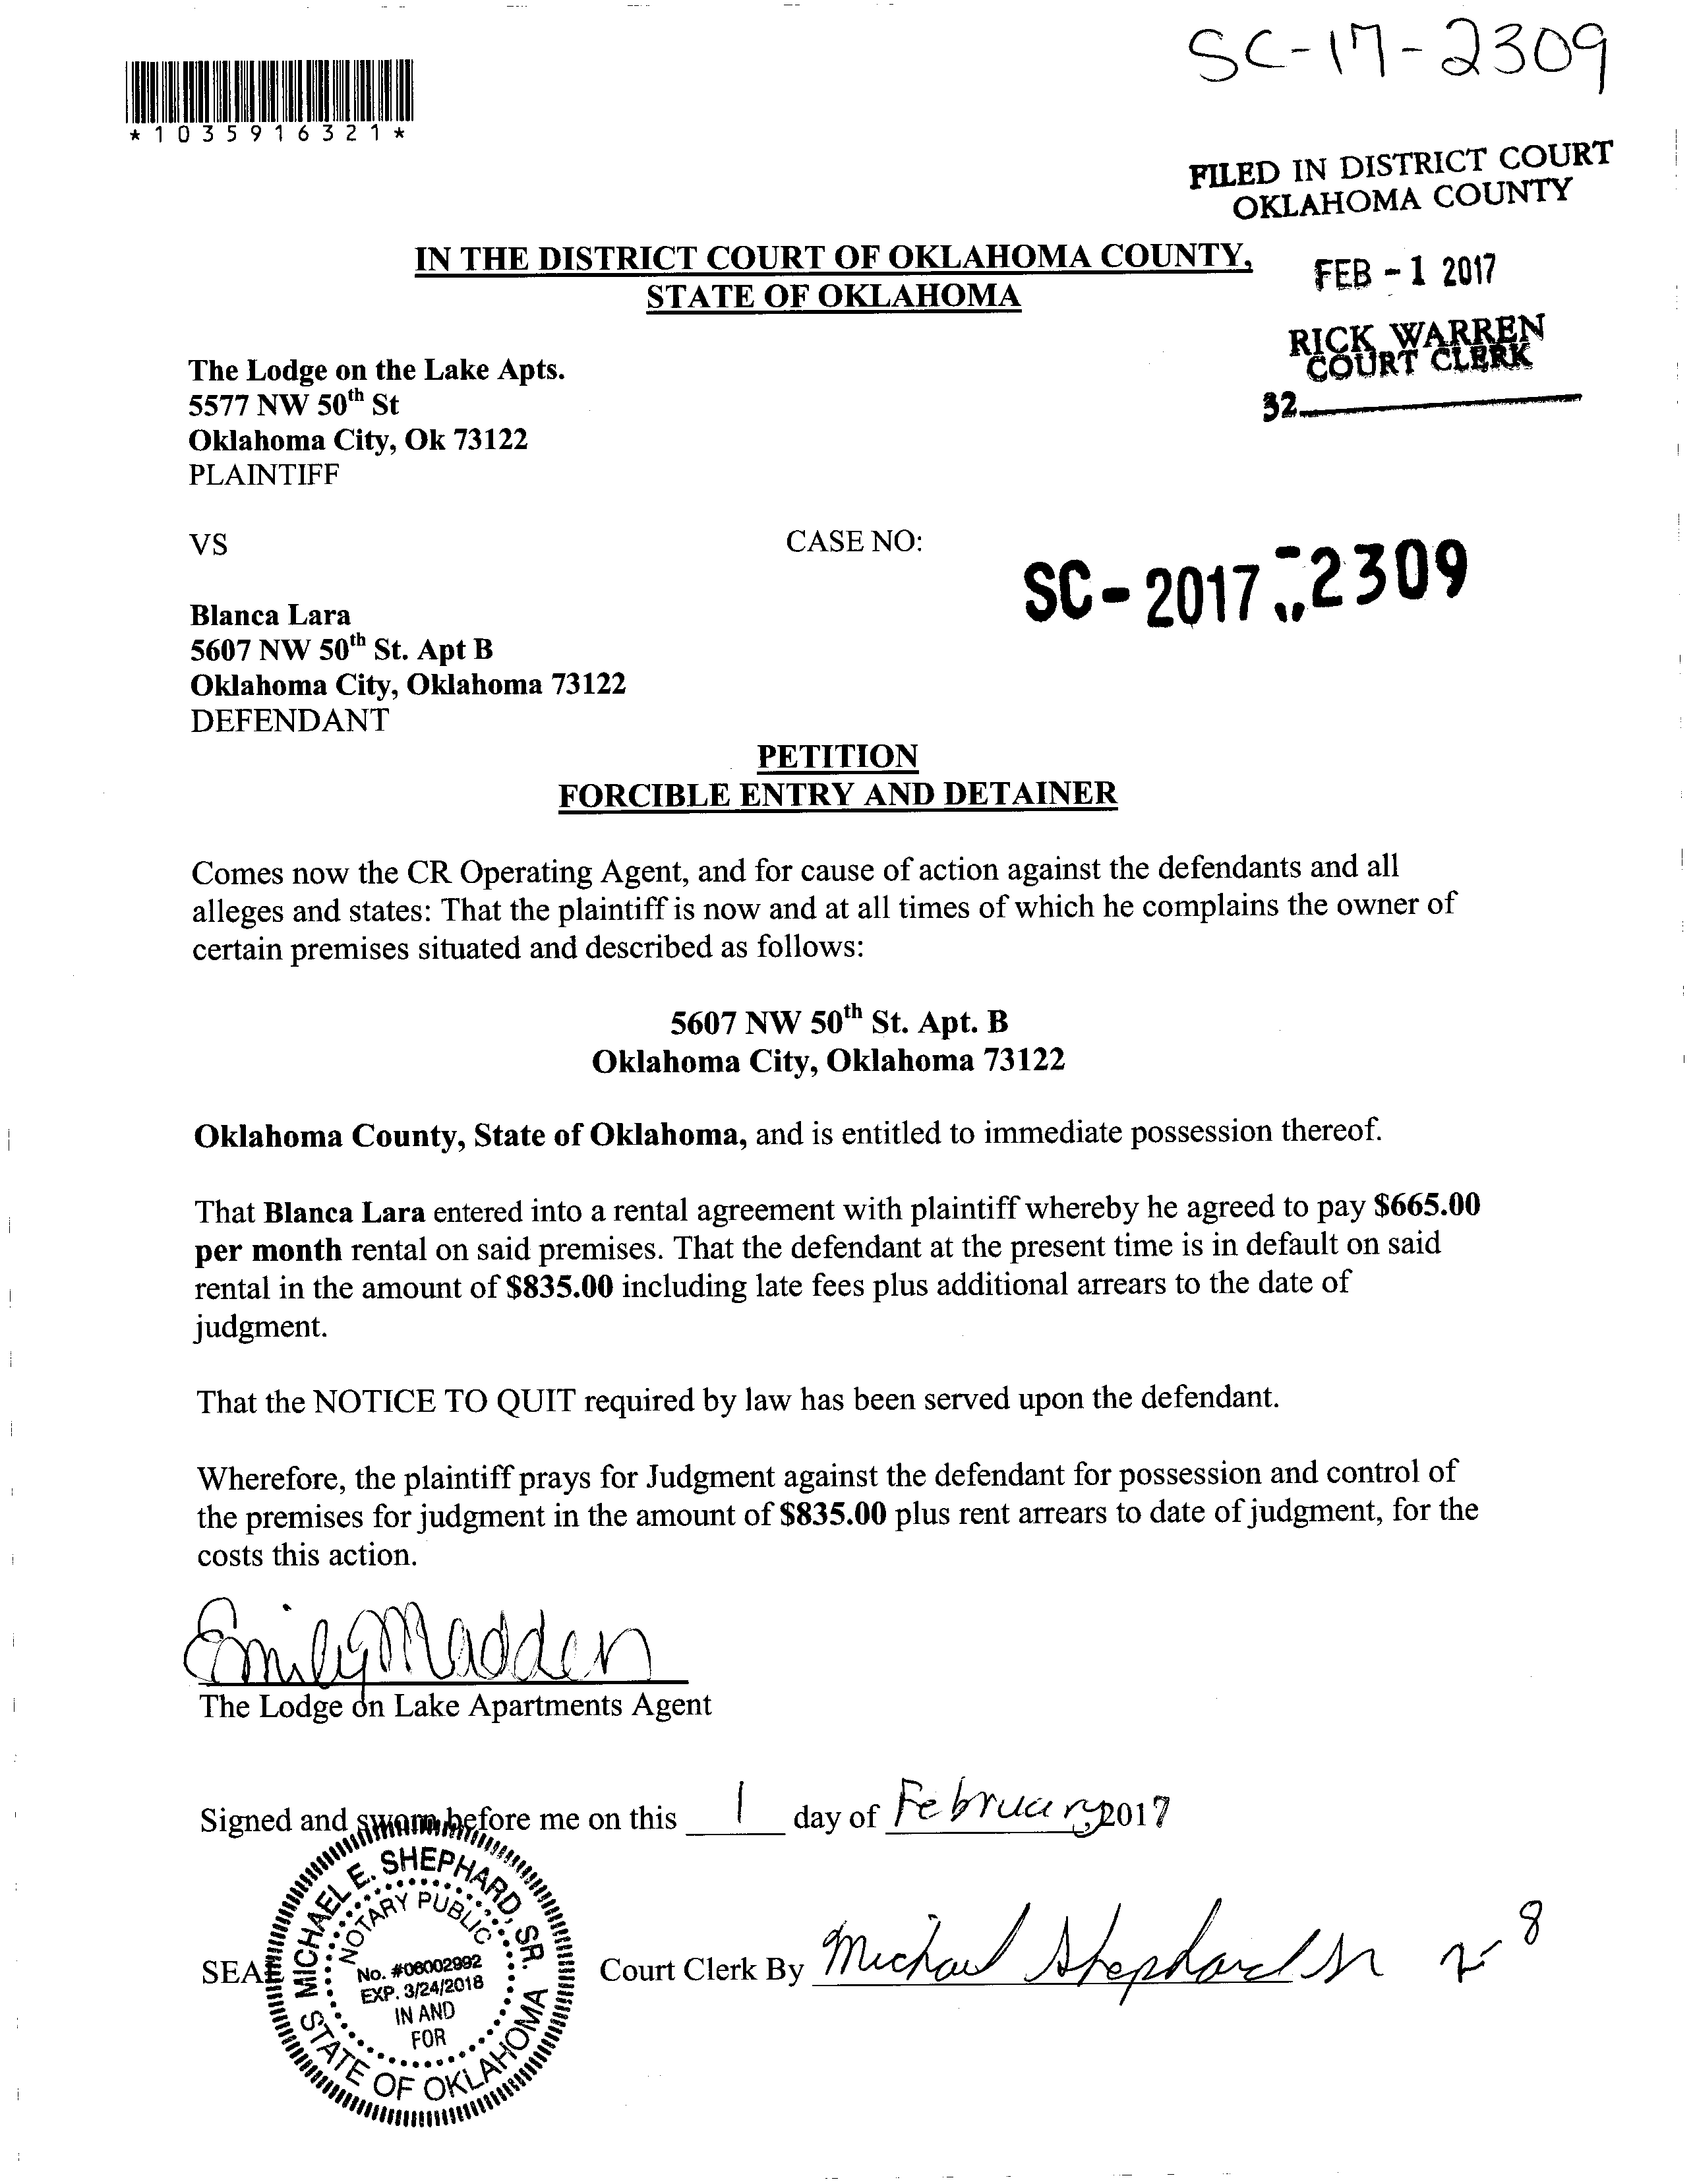 SC-17-2309
*1035916321*
FILED IN DISTRICT COURT
OKLAHOMA COUNTY
IN THE DISTRICT COURT OF OKLAHOMA COUNTY,
STATE OF OKLAHOMA
FEB - 1 2017
RICK WARREN
COURT CLERK
32
The Lodge on the Lake Apts.
5577 NW 50th St
Oklahoma City, Ok 73122
PLAINTIFF
VS
CASE NO:
SC-2017-2309
Blanca Lara
5607 NW 50th St. Apt B
Oklahoma City, Oklahoma 73122
DEFENDANT
PETITION
FORCIBLE ENTRY AND DETAINER
Comes now the CR Operating Agent, and for cause of action against the defendants and all
alleges and states: That the plaintiff is now and at all times of which he complains the owner of
certain premises situated and described as follows:
5607 NW 50th St. Apt. B
Oklahoma City, Oklahoma 73122
Oklahoma County, State of Oklahoma, and is entitled to immediate possession thereof.
That Blanca Lara entered into a rental agreement with plaintiff whereby he agreed to pay $665.00
per month rental on said premises. That the defendant at the present time is in default on said
rental in the amount of $835.00 including late fees plus additional arrears to the date of
judgment.
That the NOTICE TO QUIT required by law has been served upon the defendant.
Wherefore, the plaintiff prays for Judgment against the defendant for possession and control of
the premises for judgment in the amount of $835.00 plus rent arrears to date of judgment, for the
costs this action.
Emily Madden
The Lodge on Lake Apartments Agent
Signed and sworn before me on this 1 day of February, 2017
SEAL
MICHAEL E. SHEPHARD, SR.
NOTARY PUBLIC
No. #06002992
EXP. 3/24/2018
IN AND
FOR
STATE OF OKLAHOMA
Court Clerk By Michael Shephard Sr
8